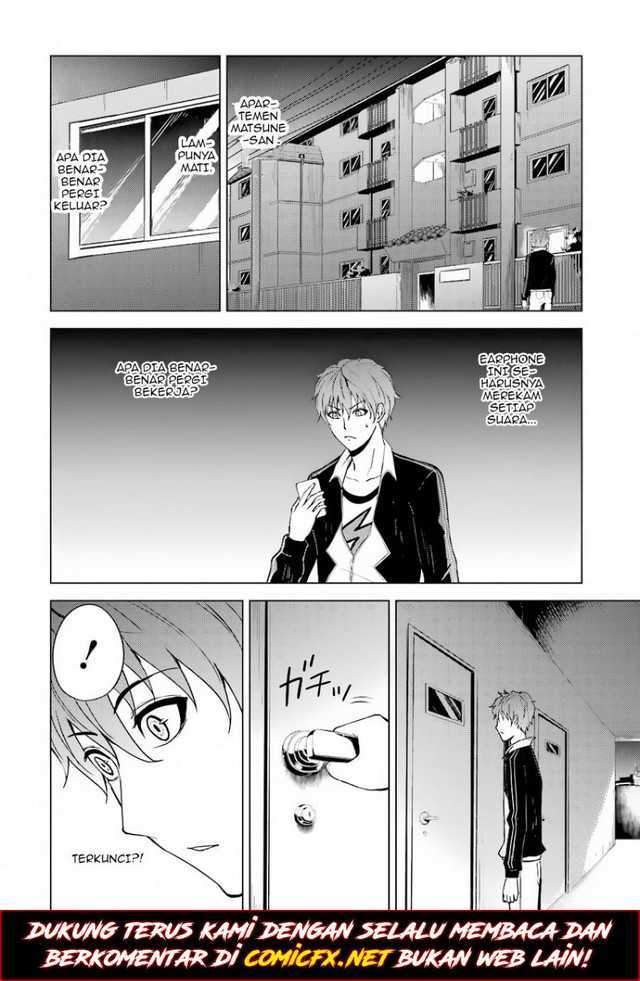 APAR-
TEMEN
MATSUNE
-SAN.
LAM-
PUNYA
MATI.
APA DIA
BENAR-
BENAR
PERGI
KELUAR?
EARPHONE
INI SE-
HARUSNYA
MEREKAM
SETIAP
SUARA...
APA DIA BENAR-
BENAR PERGI
BEKERJA?
ガチッ
!
TERKUNCI?!
DUKUNG TERUS KAMI DENGAN SELALU MEMBACA DAN
BERKOMENTAR DI COMICFX.NET BUKAN WEB LAIN!